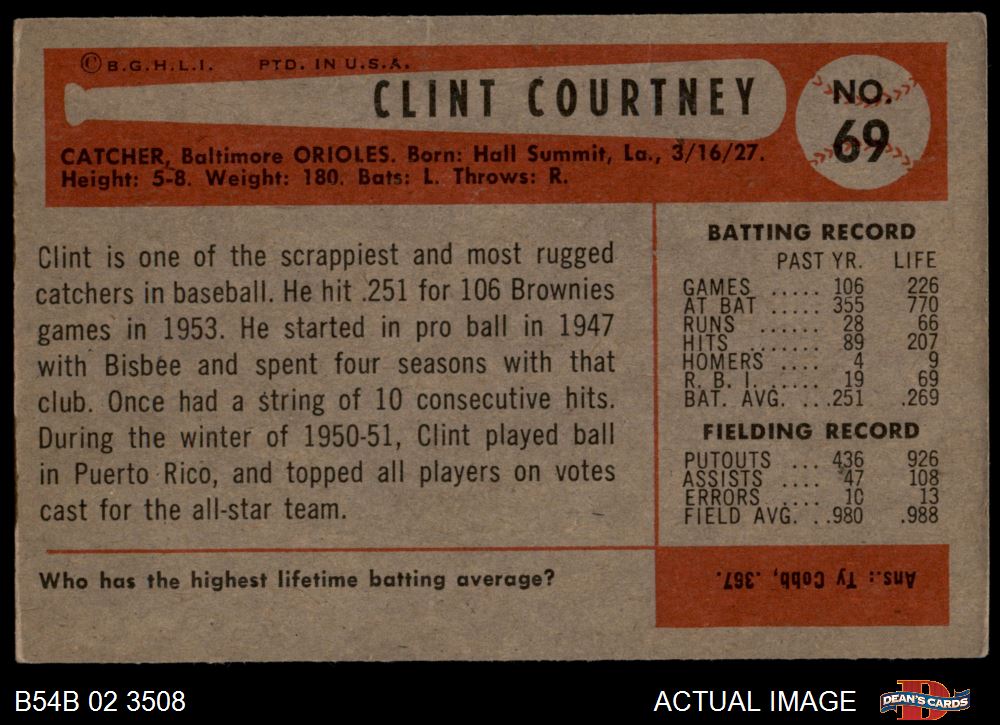 © B.G.H.L.I. PTD. IN U.S.A.
CLINT COURTNEY
NO.
69
CATCHER, Baltimore ORIOLES. Born: Hall Summit, La., 3/16/27.
Height: 5-8. Weight: 180. Bats: L. Throws: R.
Clint is one of the scrappiest and most rugged
catchers in baseball. He hit .251 for 106 Brownies
games in 1953. He started in pro ball in 1947
with Bisbee and spent four seasons with that
club. Once had a string of 10 consecutive hits.
During the winter of 1950-51, Clint played ball
in Puerto Rico, and topped all players on votes
cast for the all-star team.
BATTING RECORD
PAST YR. LIFE
GAMES ..... 106 226
AT BAT ..... 355 770
RUNS ...... 28 66
HITS ....... 89 207
HOMERS .... 4 9
R. B. I. ...... 19 69
BAT. AVG. ... .251 .269
FIELDING RECORD
PUTOUTS ... 436 926
ASSISTS .... 47 108
ERRORS .... 10 13
FIELD AVG. . .980 .988
Who has the highest lifetime batting average?
Ans.: Ty Cobb, .367.
B54B 02 3508
ACTUAL IMAGE
DEAN'S CARDS